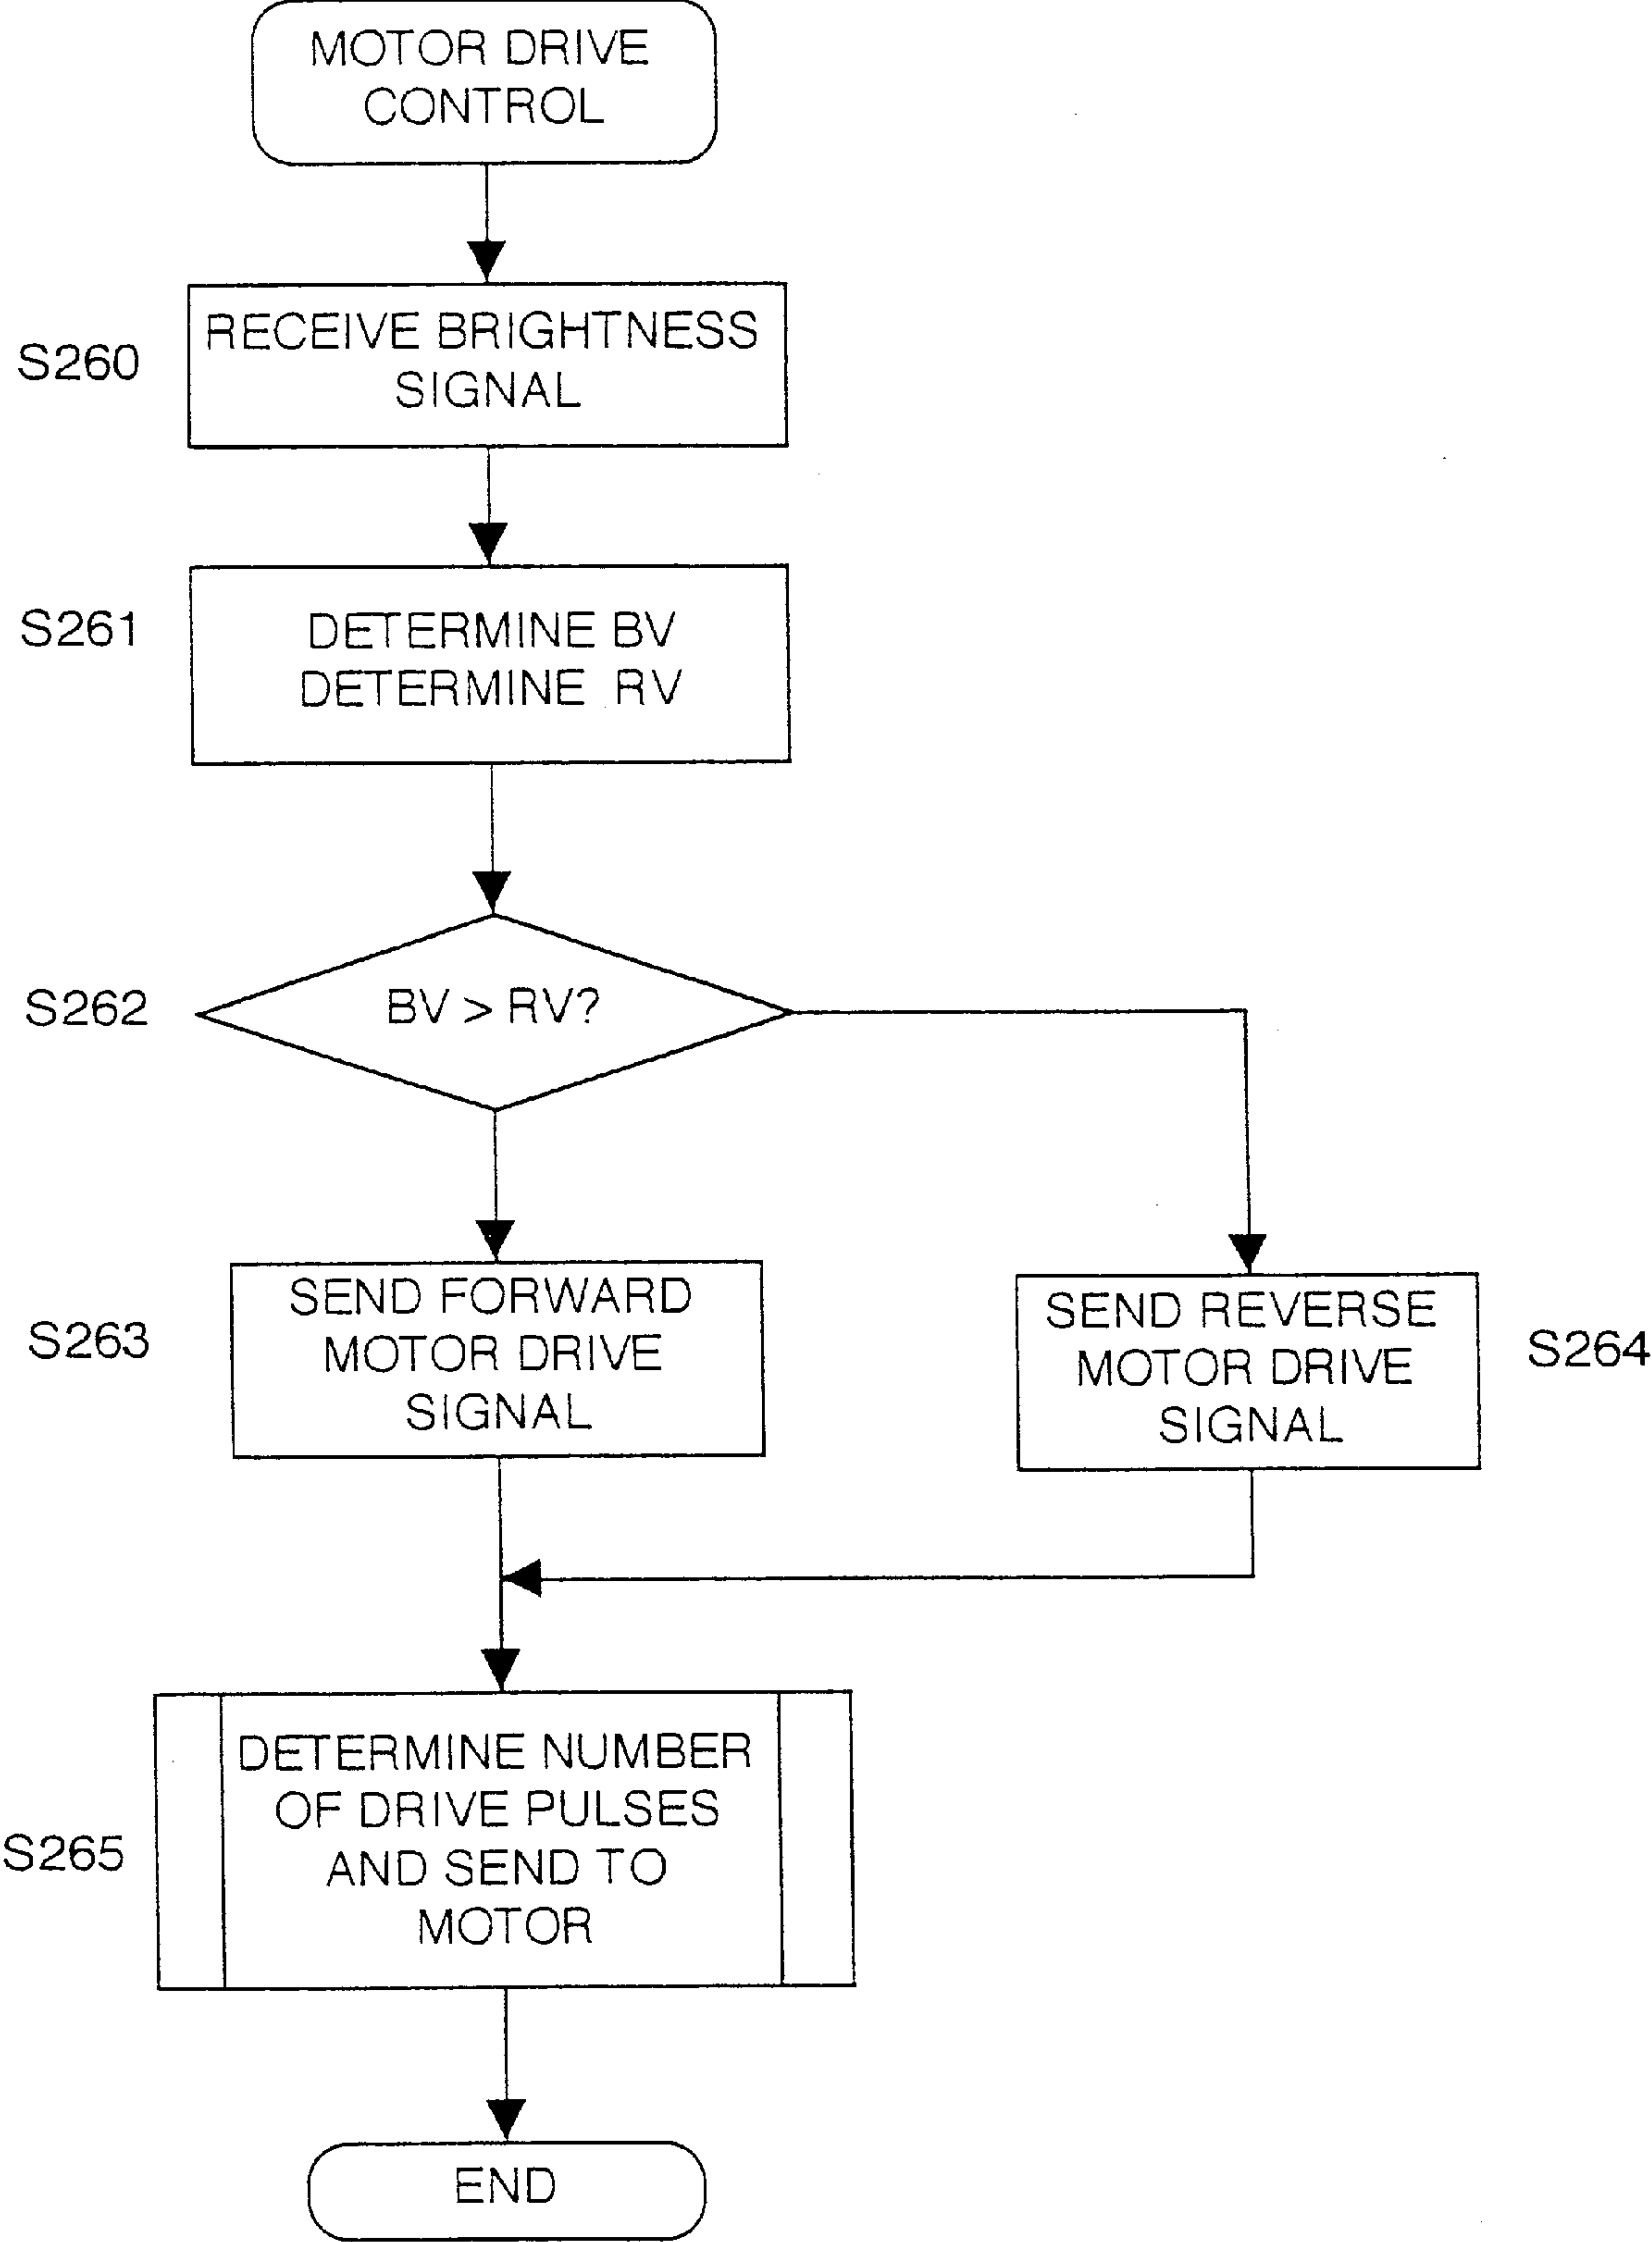 MOTOR DRIVE
CONTROL
S260
RECEIVE BRIGHTNESS
SIGNAL
S261
DETERMINE BV
DETERMINE RV
S262
BV > RV?
S263
SEND FORWARD
MOTOR DRIVE
SIGNAL
SEND REVERSE
MOTOR DRIVE
SIGNAL
S264
S265
DETERMINE NUMBER
OF DRIVE PULSES
AND SEND TO
MOTOR
END